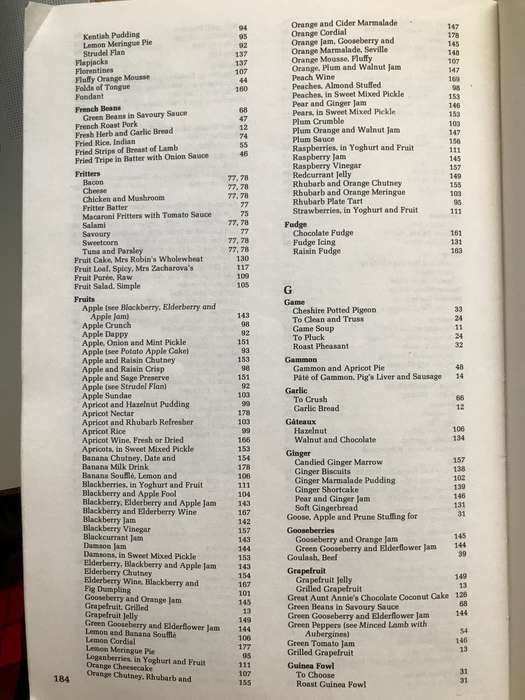 Kentish Pudding 94
Lemon Meringue Pie 95
Strudel Flan 92
Flapjacks 137
Florentines 137
Fluffy Orange Mousse 107
Folds of Tongue 44
Fondant 160
French Beans
Green Beans in Savoury Sauce 68
French Roast Pork 47
Fresh Herb and Garlic Bread 12
Fried Rice, Indian 74
Fried Strips of Breast of Lamb 55
Fried Tripe in Batter with Onion Sauce 46
Fritters
Bacon 77, 78
Cheese 77, 78
Chicken and Mushroom 77, 78
Fritter Batter 77
Macaroni Fritters with Tomato Sauce 75
Salami 77, 78
Savoury 77
Sweetcorn 77, 78
Tuna and Parsley 77, 78
Fruit Cake, Mrs Robin's Wholewheat 130
Fruit Loaf, Spicy, Mrs Zacharova's 117
Fruit Purée, Raw 109
Fruit Salad, Simple 105
Fruits
Apple (see Blackberry, Elderberry and
Apple Jam) 143
Apple Crunch 98
Apple Dappy 92
Apple, Onion and Mint Pickle 151
Apple (see Potato Apple Cake) 93
Apple and Raisin Chutney 153
Apple and Raisin Crisp 98
Apple and Sage Preserve 151
Apple (see Strudel Flan) 92
Apple Sundae 103
Apricot and Hazelnut Pudding 99
Apricot Nectar 178
Apricot and Rhubarb Refresher 103
Apricot Rice 99
Apricot Wine, Fresh or Dried 166
Apricots, in Sweet Mixed Pickle 153
Banana Chutney, Date and 154
Banana Milk Drink 178
Banana Soufflé, Lemon and 106
Blackberries, in Yoghurt and Fruit 111
Blackberry and Apple Fool 104
Blackberry, Elderberry and Apple Jam 143
Blackberry and Elderberry Wine 167
Blackberry Jam 142
Blackberry Vinegar 157
Blackcurrant Jam 143
Damson Jam 144
Damsons, in Sweet Mixed Pickle 153
Elderberry, Blackberry and Apple Jam 143
Elderberry Chutney 154
Elderberry Wine, Blackberry and 167
Fig Dumpling 101
Gooseberry and Orange Jam 145
Grapefruit, Grilled 13
Grapefruit Jelly 149
Green Gooseberry and Elderflower Jam 144
Lemon and Banana Soufflé 106
Lemon Cordial 177
Lemon Meringue Pie 95
Loganberries, in Yoghurt and Fruit 111
Orange Cheesecake 107
Orange Chutney, Rhubarb and 155
184
Orange and Cider Marmalade 147
Orange Cordial 178
Orange Jam, Gooseberry and 145
Orange Marmalade, Seville 148
Orange Mousse, Fluffy 107
Orange, Plum and Walnut Jam 147
Peach Wine 169
Peaches, Almond Stuffed 98
Peaches, in Sweet Mixed Pickle 153
Pear and Ginger Jam 146
Pears, in Sweet Mixed Pickle 153
Plum Crumble 103
Plum Orange and Walnut Jam 147
Plum Sauce 156
Raspberries, in Yoghurt and Fruit 111
Raspberry Jam 145
Raspberry Vinegar 157
Redcurrant Jelly 149
Rhubarb and Orange Chutney 155
Rhubarb and Orange Meringue 103
Rhubarb Plate Tart 95
Strawberries, in Yoghurt and Fruit 111
Fudge
Chocolate Fudge 161
Fudge Icing 131
Raisin Fudge 163
G
Game
Cheshire Potted Pigeon 33
To Clean and Truss 24
Game Soup 11
To Pluck 24
Roast Pheasant 32
Gammon
Gammon and Apricot Pie 48
Pâté of Gammon, Pig's Liver and Sausage 14
Garlic
To Crush 66
Garlic Bread 12
Gâteaux
Hazelnut 106
Walnut and Chocolate 134
Ginger
Candied Ginger Marrow 157
Ginger Biscuits 138
Ginger Marmalade Pudding 102
Ginger Shortcake 139
Pear and Ginger Jam 146
Soft Gingerbread 131
Goose, Apple and Prune Stuffing for 31
Gooseberries
Gooseberry and Orange Jam 145
Green Gooseberry and Elderflower Jam 144
Goulash, Beef 39
Grapefruit
Grapefruit Jelly 149
Grilled Grapefruit 13
Great Aunt Annie's Chocolate Coconut Cake 126
Green Beans in Savoury Sauce 68
Green Gooseberry and Elderflower Jam 144
Green Peppers (see Minced Lamb with
Aubergines) 54
Green Tomato Jam 146
Grilled Grapefruit 13
Guinea Fowl
To Choose 31
Roast Guinea Fowl 31